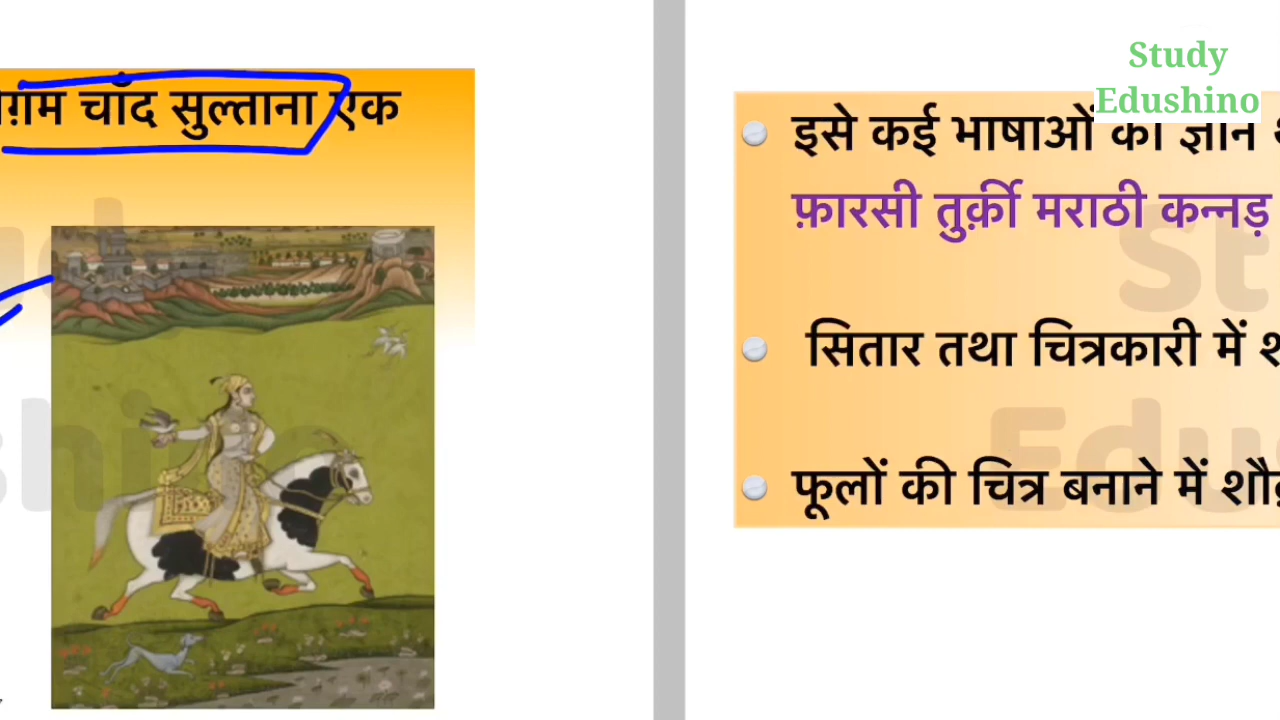 चाँद सुल्ताना एक
Study
Edushino
इसे कई भाषाओं का ज्ञान
फ़ारसी तुर्क़ी मराठी कन्नड़
सितार तथा चित्रकारी में
फूलों की चित्र बनाने में